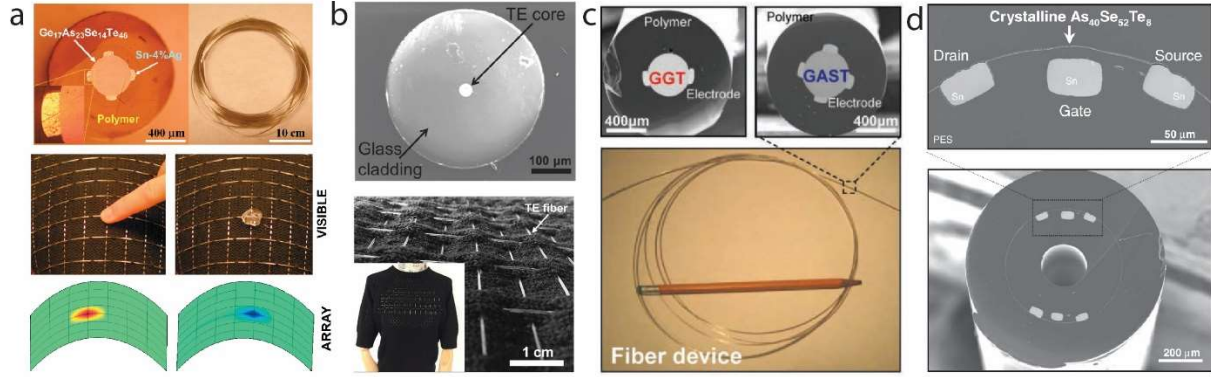 a
Ge17As23Se14Te46
Sn-4%Ag
Polymer
400 μm
10 cm
VISIBLE
ARRAY
b
TE core
Glass
cladding
100 μm
TE fiber
1 cm
c
Polymer
GGT
Electrode
400μm
Polymer
GAST
Electrode
400μm
Fiber device
d
Crystalline As40Se52Te8
Drain
Source
Sn
Sn
Sn
Gate
PES
50 μm
200 μm